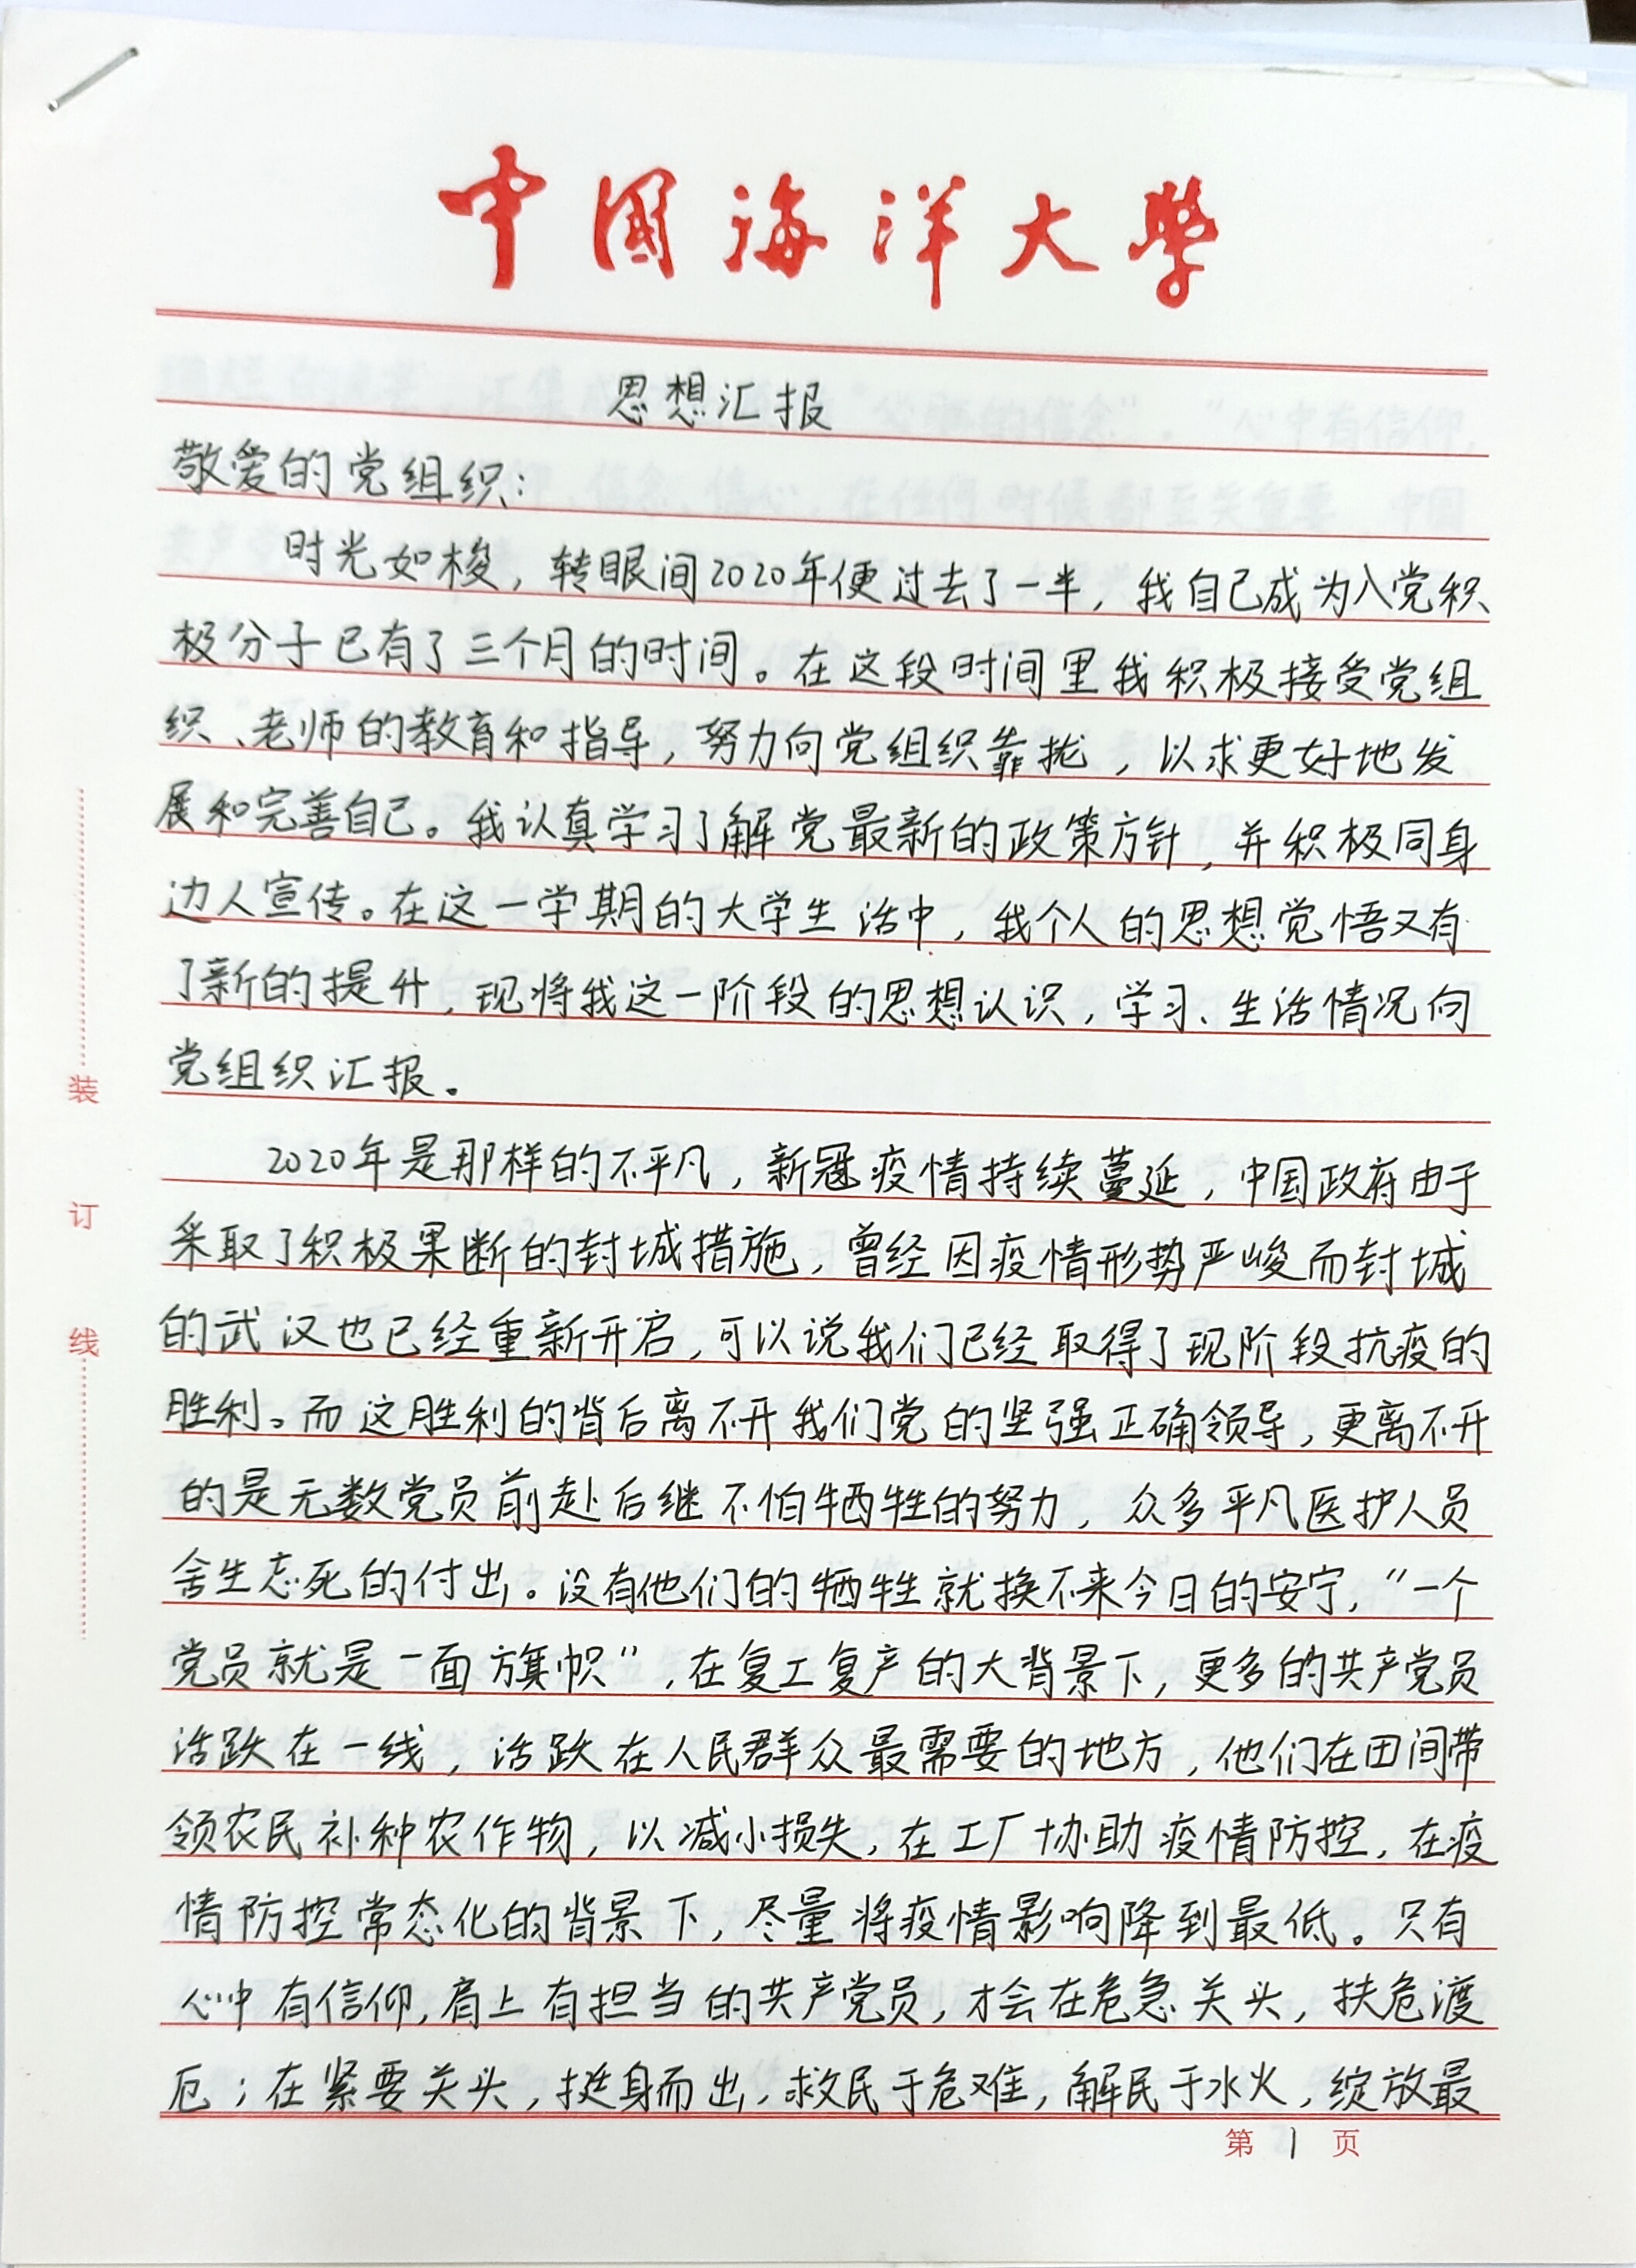 中国海洋大学
思想汇报
敬爱的党组织：
时光如梭，转眼间2020年便过去了一半，我自己成为入党积
极分子已有了三个月的时间。在这段时间里我积极接受党组
织、老师的教育和指导，努力向党组织靠拢，以求更好地发
展和完善自己。我认真学习了解党最新的政策方针，并积极同身
边人宣传。在这一学期的大学生活中，我个人的思想觉悟又有
了新的提升，现将我这一阶段的思想认识，学习、生活情况向
党组织汇报。
2020年是那样的不平凡，新冠疫情持续蔓延，中国政府由于
采取了积极果断的封城措施，曾经因疫情形势严峻而封城
的武汉也已经重新开启，可以说我们已经取得了现阶段抗疫的
胜利。而这胜利的背后离不开我们党的坚强正确领导，更离不开
的是无数党员前赴后继不怕牺牲的努力，众多平凡医护人员
舍生忘死的付出。没有他们的牺牲就换不来今日的安宁，“一个
党员就是一面旗帜”，在复工复产的大背景下，更多的共产党员
活跃在一线，活跃在人民群众最需要的地方，他们在田间带
领农民补种农作物，以减小损失，在工厂协助疫情防控，在疫
情防控常态化的背景下，尽量将疫情影响降到最低。只有
心中有信仰，肩上有担当的共产党员，才会在危急关头，扶危渡
厄；在紧要关头，挺身而出，救民于危难，解民于水火，绽放最
第1页
装
订
线